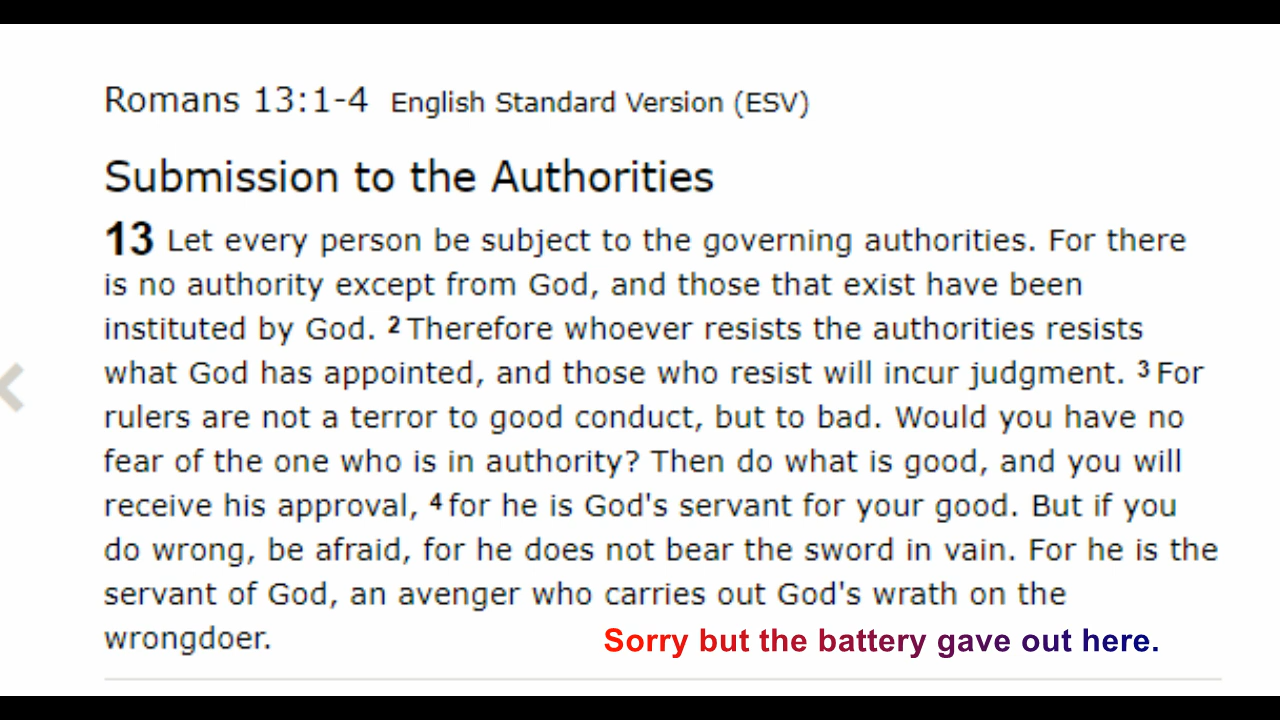 Romans 13:1-4 English Standard Version (ESV)
Submission to the Authorities
13 Let every person be subject to the governing authorities. For there
is no authority except from God, and those that exist have been
instituted by God. 2 Therefore whoever resists the authorities resists
what God has appointed, and those who resist will incur judgment. 3 For
rulers are not a terror to good conduct, but to bad. Would you have no
fear of the one who is in authority? Then do what is good, and you will
receive his approval, 4 for he is God's servant for your good. But if you
do wrong, be afraid, for he does not bear the sword in vain. For he is the
servant of God, an avenger who carries out God's wrath on the
wrongdoer.
Sorry but the battery gave out here.